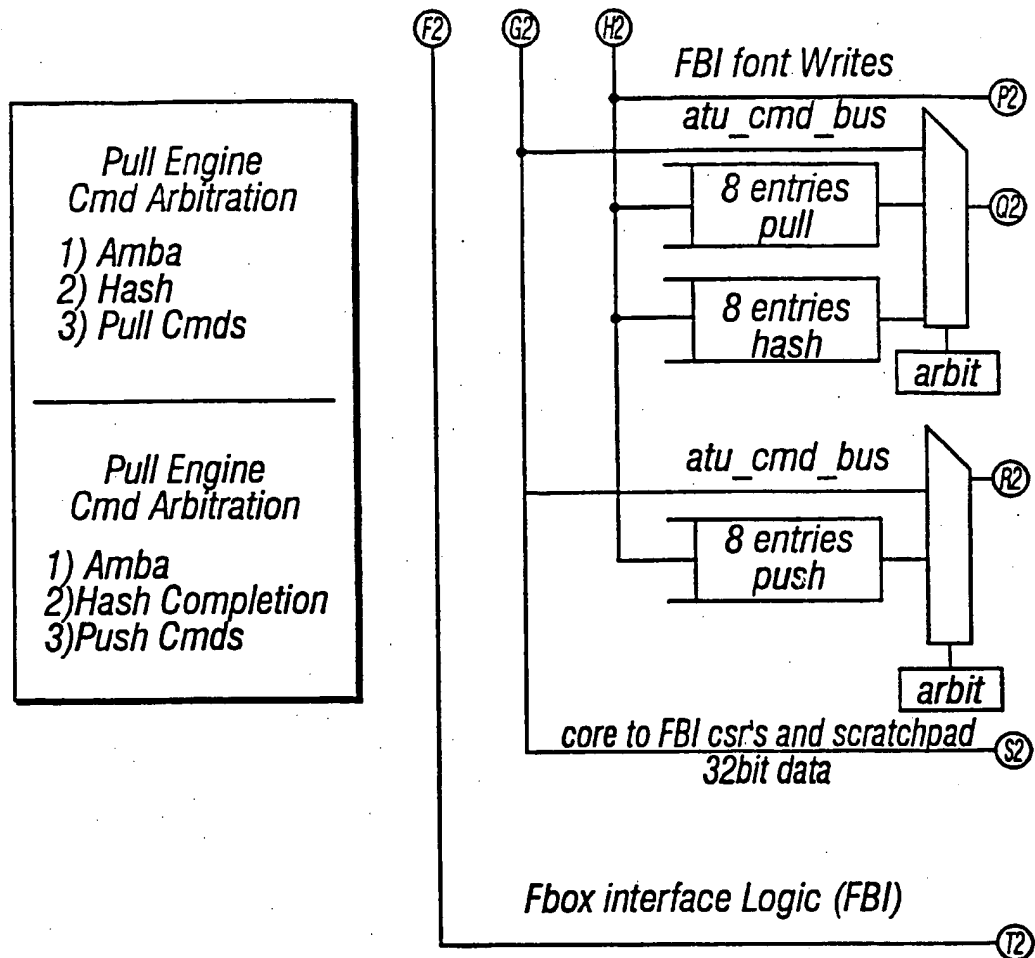 F2 G2 H2
FBI font Writes
P2
atu_cmd_bus
8 entries
pull
Q2
8 entries
hash
arbit
atu_cmd_bus
R2
8 entries
push
arbit
core to FBI csr's and scratchpad
32bit data
S2
Fbox interface Logic (FBI)
T2
Pull Engine
Cmd Arbitration
1) Amba
2) Hash
3) Pull Cmds
Pull Engine
Cmd Arbitration
1) Amba
2)Hash Completion
3)Push Cmds